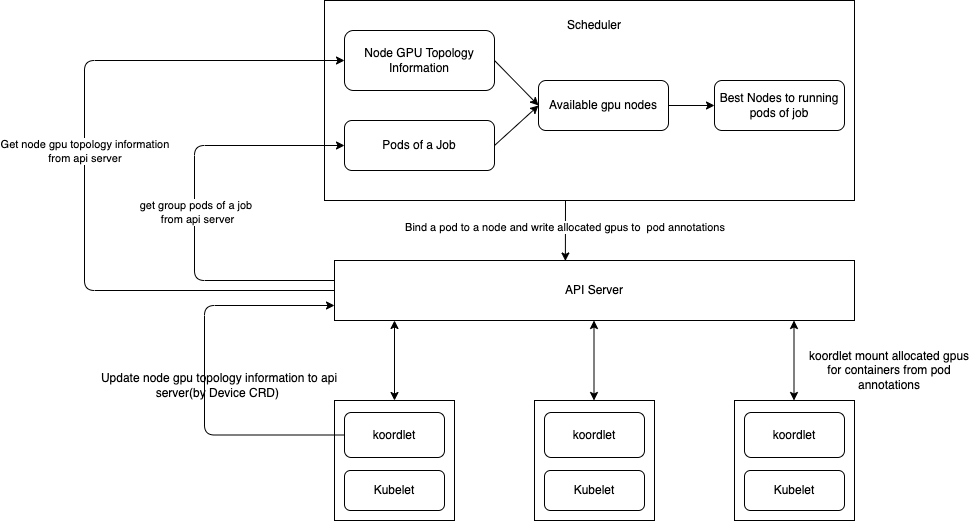 Scheduler
Node GPU Topology
Information
Available gpu nodes
Best Nodes to running
pods of job
Pods of a Job
Get node gpu topology information
from api server
get group pods of a job
from api server
Bind a pod to a node and write allocated gpus to pod annotations
API Server
koordlet mount allocated gpus
for containers from pod
annotations
Update node gpu topology information to api
server(by Device CRD)
koordlet
Kubelet
koordlet
Kubelet
koordlet
Kubelet